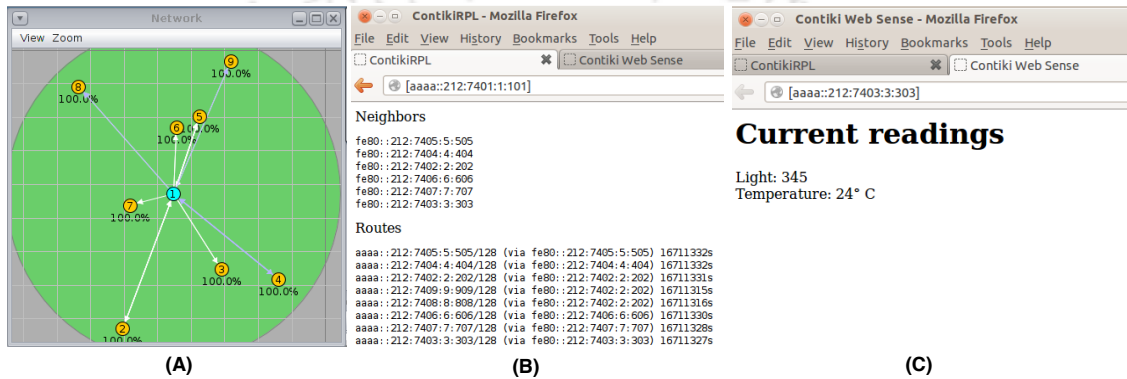 Network
View Zoom
9
100.0%
8
100.0%
5
100.0%
6
100.0%
1
7
100.0%
3
100.0%
4
100.0%
2
100.0%
(A)
ContikiRPL - Mozilla Firefox
File Edit View History Bookmarks Tools Help
ContikiRPL
Contiki Web Sense
[aaaa::212:7401:1:101]
Neighbors
fe80::212:7405:5:505
fe80::212:7404:4:404
fe80::212:7402:2:202
fe80::212:7406:6:606
fe80::212:7407:7:707
fe80::212:7403:3:303
Routes
aaaa::212:7405:5:505/128 (via fe80::212:7405:5:505) 16711332s
aaaa::212:7404:4:404/128 (via fe80::212:7404:4:404) 16711332s
aaaa::212:7402:2:202/128 (via fe80::212:7402:2:202) 16711331s
aaaa::212:7409:9:909/128 (via fe80::212:7402:2:202) 16711315s
aaaa::212:7408:8:808/128 (via fe80::212:7402:2:202) 16711316s
aaaa::212:7406:6:606/128 (via fe80::212:7406:6:606) 16711330s
aaaa::212:7407:7:707/128 (via fe80::212:7407:7:707) 16711328s
aaaa::212:7403:3:303/128 (via fe80::212:7403:3:303) 16711327s
(B)
Contiki Web Sense - Mozilla Firefox
File Edit View History Bookmarks Tools Help
ContikiRPL
Contiki Web Sense
[aaaa::212:7403:3:303]
Current readings
Light: 345
Temperature: 24° C
(C)